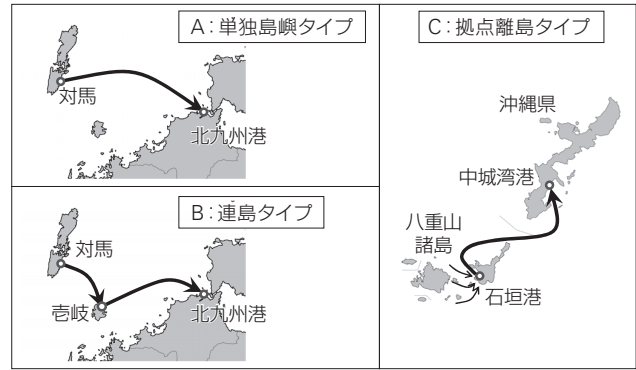 A：単独島嶼タイプ
対馬
北九州港
B：連島タイプ
対馬
壱岐
北九州港
C：拠点離島タイプ
沖縄県
中城湾港
八重山
諸島
石垣港